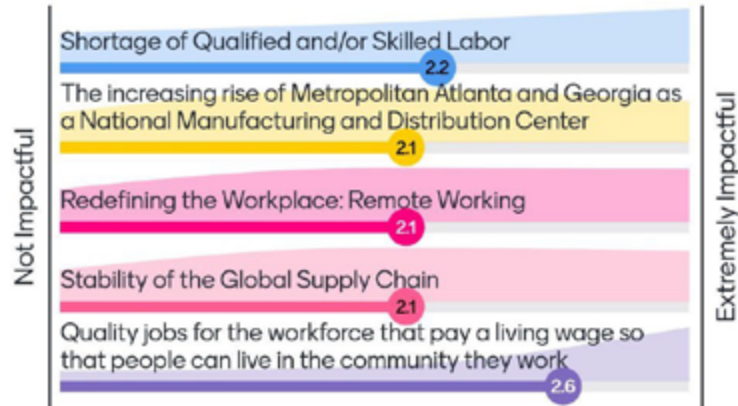 Shortage of Qualified and/or Skilled Labor
2.2
The increasing rise of Metropolitan Atlanta and Georgia as
a National Manufacturing and Distribution Center
2.1
Redefining the Workplace: Remote Working
2.1
Stability of the Global Supply Chain
2.1
Quality jobs for the workforce that pay a living wage so
that people can live in the community they work
2.6
Not Impactful
Extremely Impactful